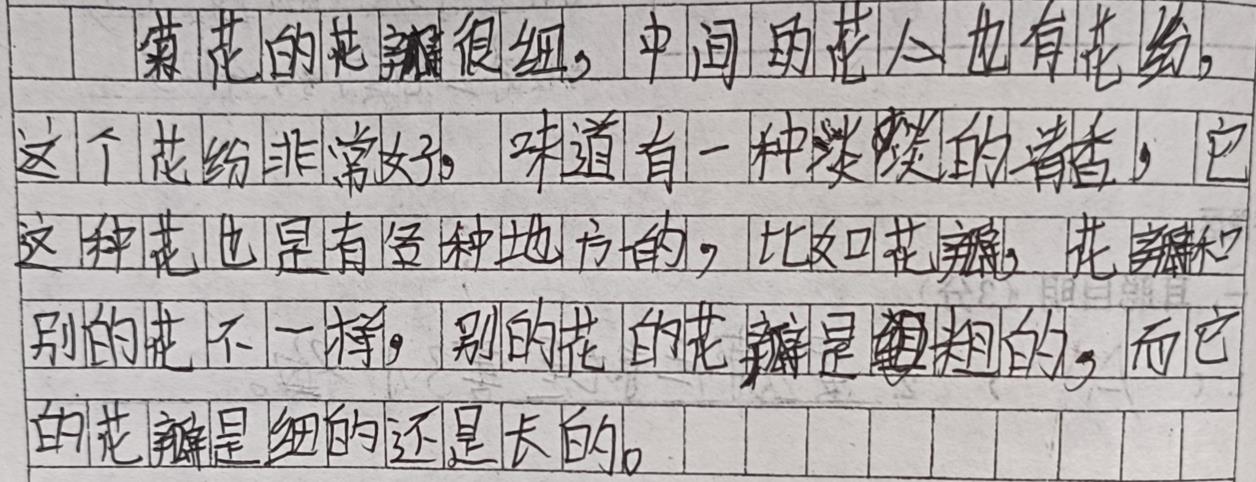 菊花的花瓣很细，中间的花人也有花纷，
这个花纷非常好。味道有一种淡淡的清香，它
这种花也是有各种地方的，比如花瓣，花瓣和
别的花不一样，别的花的花瓣是粗的，而它
的花瓣是细的还是长的。